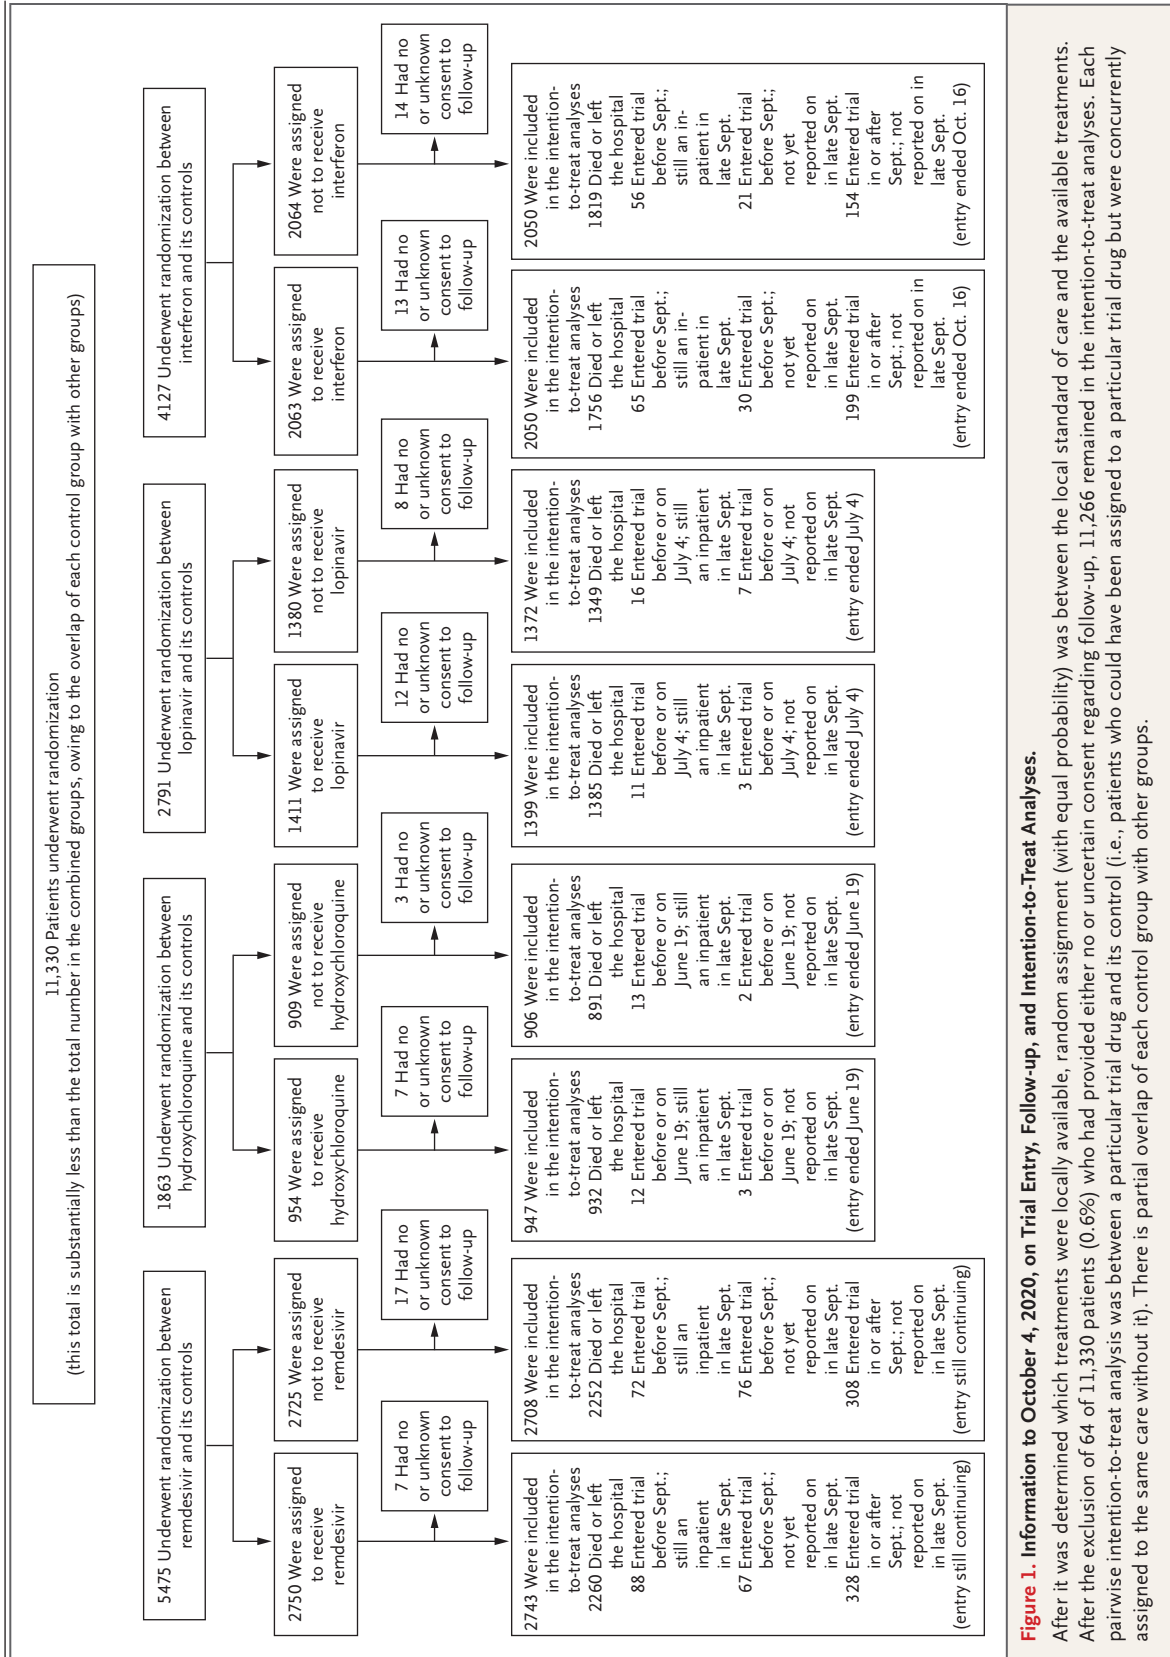 11,330 Patients underwent randomization
(this total is substantially less than the total number in the combined groups, owing to the overlap of each control group with other groups)
5475 Underwent randomization between
remdesivir and its controls
1863 Underwent randomization between
hydroxychloroquine and its controls
2791 Underwent randomization between
lopinavir and its controls
4127 Underwent randomization between
interferon and its controls
2750 Were assigned
to receive
remdesivir
2725 Were assigned
not to receive
remdesivir
954 Were assigned
to receive
hydroxychloroquine
909 Were assigned
not to receive
hydroxychloroquine
1411 Were assigned
to receive
lopinavir
1380 Were assigned
not to receive
lopinavir
2063 Were assigned
to receive
interferon
2064 Were assigned
not to receive
interferon
7 Had no
or unknown
consent to
follow-up
17 Had no
or unknown
consent to
follow-up
7 Had no
or unknown
consent to
follow-up
3 Had no
or unknown
consent to
follow-up
12 Had no
or unknown
consent to
follow-up
8 Had no
or unknown
consent to
follow-up
13 Had no
or unknown
consent to
follow-up
14 Had no
or unknown
consent to
follow-up
2743 Were included
in the intention-
to-treat analyses
2260 Died or left
the hospital
88 Entered trial
before Sept.;
still an
inpatient
in late Sept.
67 Entered trial
before Sept.;
not yet
reported on
in late Sept.
328 Entered trial
in or after
Sept.; not
reported on
in late Sept.
(entry still continuing)
2708 Were included
in the intention-
to-treat analyses
2252 Died or left
the hospital
72 Entered trial
before Sept.;
still an
inpatient
in late Sept.
76 Entered trial
before Sept.;
not yet
reported on
in late Sept.
308 Entered trial
in or after
Sept.; not
reported on
in late Sept.
(entry still continuing)
947 Were included
in the intention-
to-treat analyses
932 Died or left
the hospital
12 Entered trial
before or on
June 19; still
an inpatient
in late Sept.
3 Entered trial
before or on
June 19; not
reported on
in late Sept.
(entry ended June 19)
906 Were included
in the intention-
to-treat analyses
891 Died or left
the hospital
13 Entered trial
before or on
June 19; still
an inpatient
in late Sept.
2 Entered trial
before or on
June 19; not
reported on
in late Sept.
(entry ended June 19)
1399 Were included
in the intention-
to-treat analyses
1385 Died or left
the hospital
11 Entered trial
before or on
July 4; still
an inpatient
in late Sept.
3 Entered trial
before or on
July 4; not
reported on
in late Sept.
(entry ended July 4)
1372 Were included
in the intention-
to-treat analyses
1349 Died or left
the hospital
16 Entered trial
before or on
July 4; still
an inpatient
in late Sept.
7 Entered trial
before or on
July 4; not
reported on
in late Sept.
(entry ended July 4)
2050 Were included
in the intention-
to-treat analyses
1756 Died or left
the hospital
65 Entered trial
before Sept.;
still an in-
patient in
late Sept.
30 Entered trial
before Sept.;
not yet
reported on
in late Sept.
199 Entered trial
in or after
Sept.; not
reported on in
late Sept.
(entry ended Oct. 16)
2050 Were included
in the intention-
to-treat analyses
1819 Died or left
the hospital
56 Entered trial
before Sept.;
still an in-
patient in
late Sept.
21 Entered trial
before Sept.;
not yet
reported on
in late Sept.
154 Entered trial
in or after
Sept.; not
reported on in
late Sept.
(entry ended Oct. 16)
Figure 1. Information to October 4, 2020, on Trial Entry, Follow-up, and Intention-to-Treat Analyses.
After it was determined which treatments were locally available, random assignment (with equal probability) was between the local standard of care and the available treatments.
After the exclusion of 64 of 11,330 patients (0.6%) who had provided either no or uncertain consent regarding follow-up, 11,266 remained in the intention-to-treat analyses. Each
pairwise intention-to-treat analysis was between a particular trial drug and its control (i.e., patients who could have been assigned to a particular trial drug but were concurrently
assigned to the same care without it). There is partial overlap of each control group with other groups.